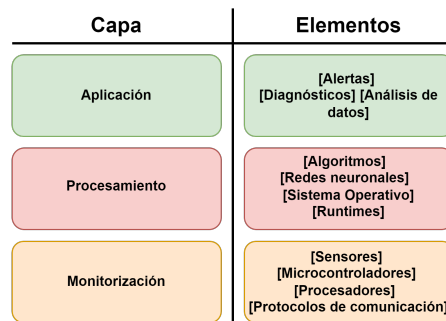 Capa
Elementos
Aplicación
[Alertas]
[Diagnósticos] [Análisis de
datos]
Procesamiento
[Algoritmos]
[Redes neuronales]
[Sistema Operativo]
[Runtimes]
Monitorización
[Sensores]
[Microcontroladores]
[Procesadores]
[Protocolos de comunicación]